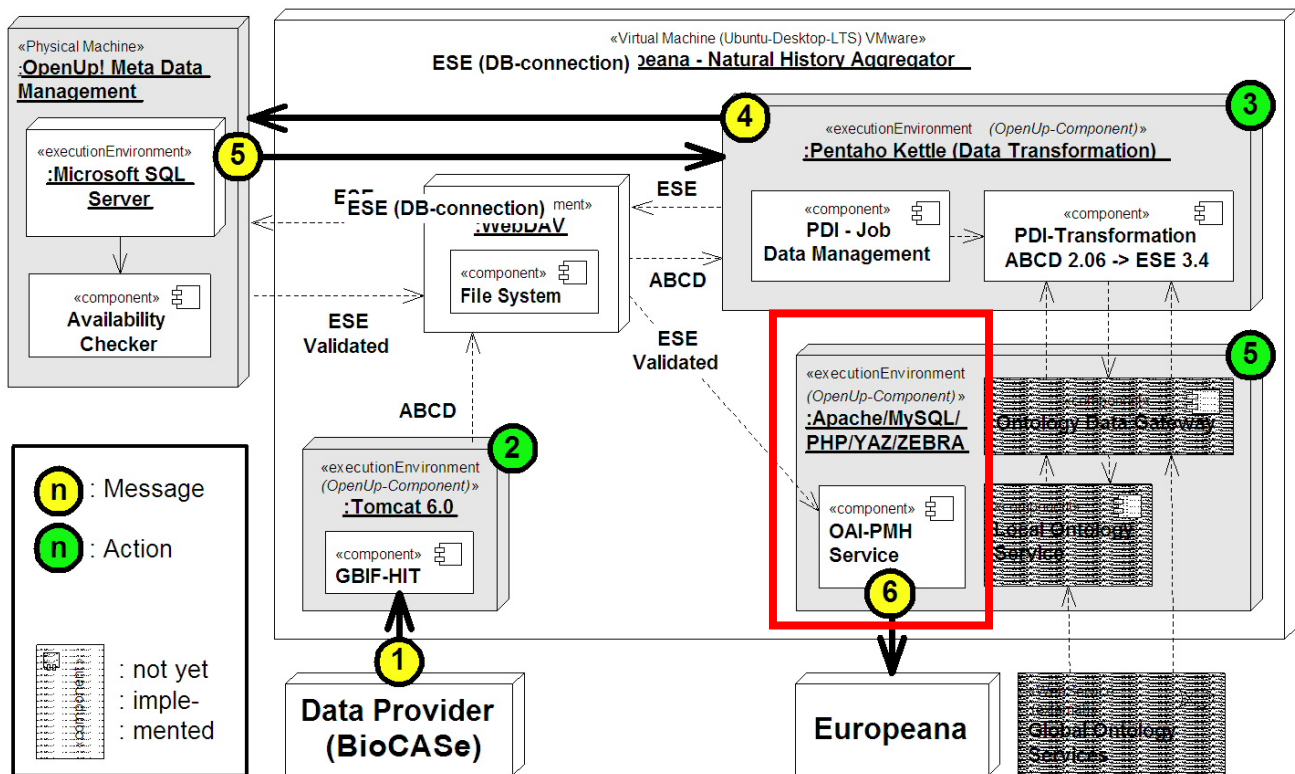 «Physical Machine»
:OpenUp! Meta Data
Management
«executionEnvironment»
:Microsoft SQL
Server
«component»
Availability
Checker
«Virtual Machine (Ubuntu-Desktop-LTS) VMware»
ESE (DB-connection)
peana - Natural History Aggregator
4
3
5
«executionEnvironment (OpenUp-Component)»
:Pentaho Kettle (Data Transformation)
«component»
PDI - Job
Data Management
«component»
PDI-Transformation
ABCD 2.06 -> ESE 3.4
ESE
ESE (DB-connection)
ment»
:WebDAV
«component»
File System
ABCD
ESE
Validated
ESE
Validated
ABCD
5
«executionEnvironment
(OpenUp-Component)»
:Apache/MySQL/
PHP/YAZ/ZEBRA
«component»
OAI-PMH
Service
6
Ontology Data Gateway
Local Ontology
Service
2
«executionEnvironment
(OpenUp-Component)»
:Tomcat 6.0
«component»
GBIF-HIT
1
Data Provider
(BioCASe)
Europeana
Global Ontology
Services
n : Message
n : Action
«component»
: not yet
: imple-
: mented